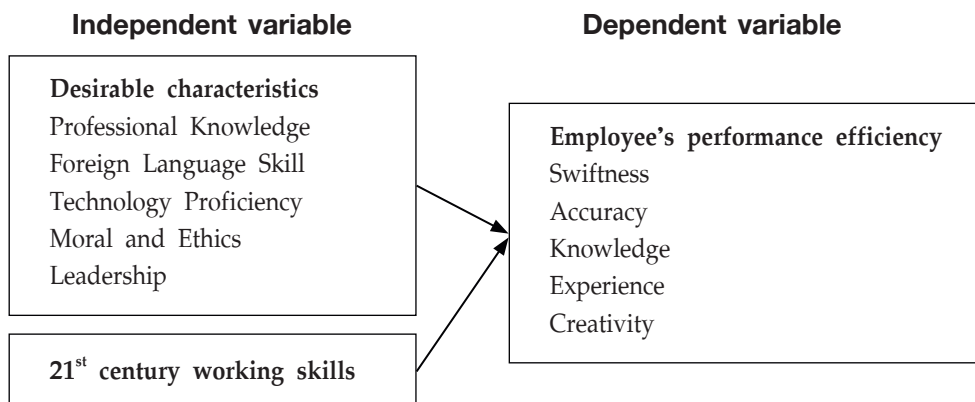 Independent variable
Desirable characteristics
Professional Knowledge
Foreign Language Skill
Technology Proficiency
Moral and Ethics
Leadership
21st century working skills
Dependent variable
Employee's performance efficiency
Swiftness
Accuracy
Knowledge
Experience
Creativity